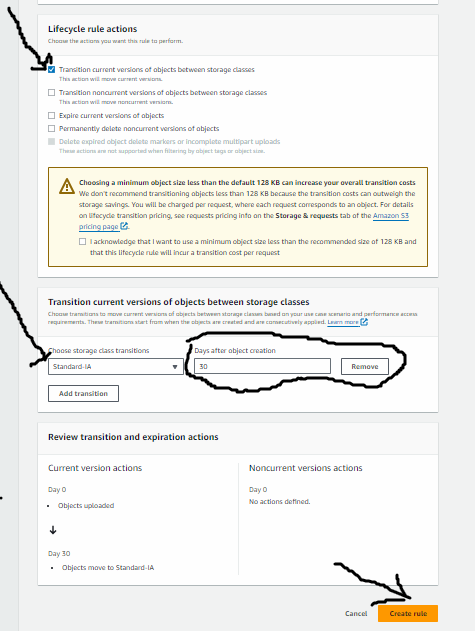 Lifecycle rule actions
Choose the actions you want this rule to perform.
Transition current versions of objects between storage classes
This action will move current versions.
Transition noncurrent versions of objects between storage classes
This action will move noncurrent versions.
Expire current versions of objects
Permanently delete noncurrent versions of objects
Delete expired object delete markers or incomplete multipart uploads
These actions are not supported when filtering by object tags or object size.
Choosing a minimum object size less than the default 128 KB can increase your overall transition costs
We don't recommend transitioning objects less than 128 KB because the transition costs can outweigh the
storage savings. You will be charged per request, where each request corresponds to an object. For details
on lifecycle transition pricing, see requests pricing info on the Storage & requests tab of the Amazon S3
pricing page.
I acknowledge that I want to use a minimum object size less than the recommended size of 128 KB and
that this lifecycle rule will incur a transition cost per request
Transition current versions of objects between storage classes
Choose transitions to move current versions of objects between storage classes based on your use case scenario and performance access
requirements. These transitions start from when the objects are created and are consecutively applied. Learn more
Choose storage class transitions
Days after object creation
Standard-IA
30
Remove
Add transition
Review transition and expiration actions
Current version actions
Day 0
Objects uploaded
Day 30
Objects move to Standard-IA
Noncurrent versions actions
Day 0
No actions defined.
Cancel
Create rule